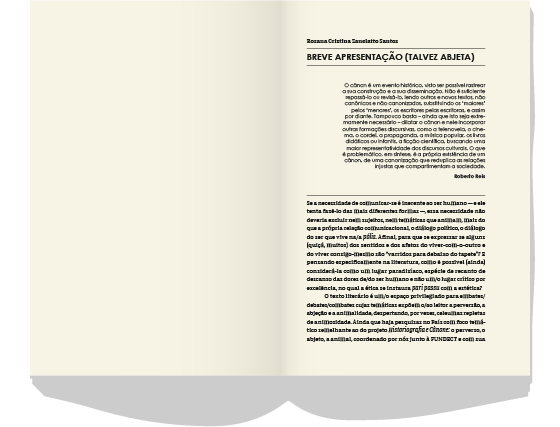 Rosana Cristina Zanelatto Santos
BREVE APRESENTAÇÃO (TALVEZ ABJETA)
O cânon é um evento histórico, visto ser possível rastrear
a sua construção e a sua disseminação. Não é suficiente
repassá-lo ou revisá-lo, lendo outros e novos textos, não
canônicos e não canonizados, substituindo os "maiores"
pelos "menores", os escritores pelas escritoras, e assim
por diante. Tampouco basta – ainda que isto seja extre-
mamente necessário – dilatar o cânon e nele incorporar
outras formações discursivas, como a telenovela, o cine-
ma, o cordel, a propaganda, a música popular, os livros
didáticos ou infantis, a ficção científica, buscando uma
maior representatividade dos discursos culturais. O que
é problemático, em síntese, é a própria existência de um
cânon, de uma canonização que reduplica as relações
injustas que compartimentam a sociedade.
Roberto Reis
Se a necessidade de comunicar-se é inerente ao ser humano — e ele
tenta fazê-lo das mais diferentes formas —, essa necessidade não
deveria excluir nem sujeitos, nem temáticas que animam, mais do
que a própria relação comunicacional, o diálogo político, o diálogo
do ser que vive na/a pólis. Afinal, para que se expressar se alguns
(quiçá, muitos) dos sentidos e dos afetos do viver-com-o-outro e
do viver consigo-mesmo são "varridos para debaixo do tapete"? E
pensando especificamente na literatura, como é possível (ainda)
considerá-la como um lugar paradisíaco, espécie de recanto de
descanso das dores de/do ser humano e não um/o lugar crítico por
excelência, no qual a ética se instaura pari passu com a estética?
O texto literário é um/o espaço privilegiado para embates/
debates/combates cujas temáticas expõem o/ao leitor a perversão, a
abjeção e a animalidade, despertando, por vezes, celeumas repletas
de animosidade. Ainda que haja pesquisas no País com foco temá-
tico semelhante ao do projeto Historiografia e Cânone: o perverso, o
abjeto, a animal, coordenado por nós junto à FUNDECT e com sua